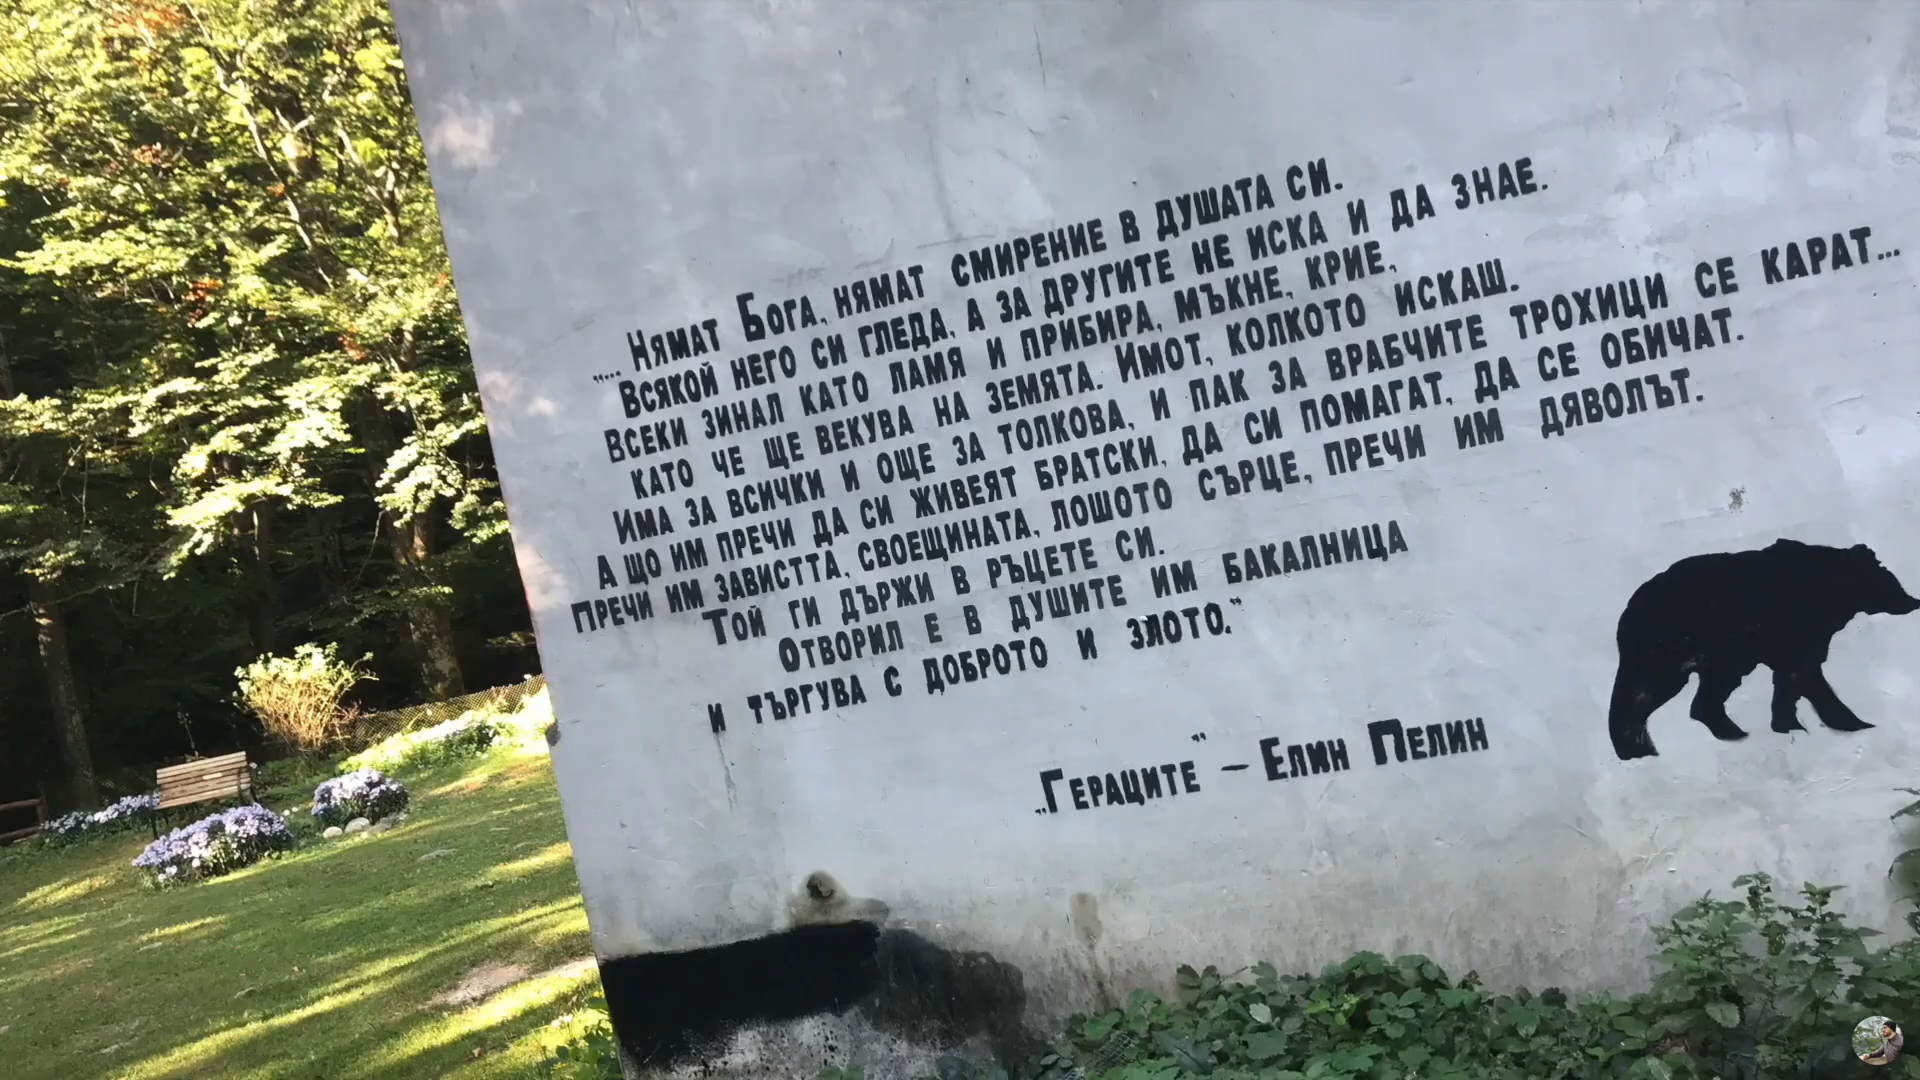 „... Нямат Бога, нямат смирение в душата си.
Всякой него си гледа, а за другите не иска и да знае.
Всеки зинал като ламя и прибира, мъкне, крие,
като че ще векува на земята. Имот, колкото искаш.
Има за всички и още за толкова, и пак за врабчите трохици се карат...
А що им пречи да си живеят братски, да си помагат, да се обичат.
Пречи им завистта, своещината, лошото сърце, пречи им дяволът.
Той ги държи в ръцете си.
Отворил е в душите им бакалница
и търгува с доброто и злото.“
„Гераците“ – Елин Пелин